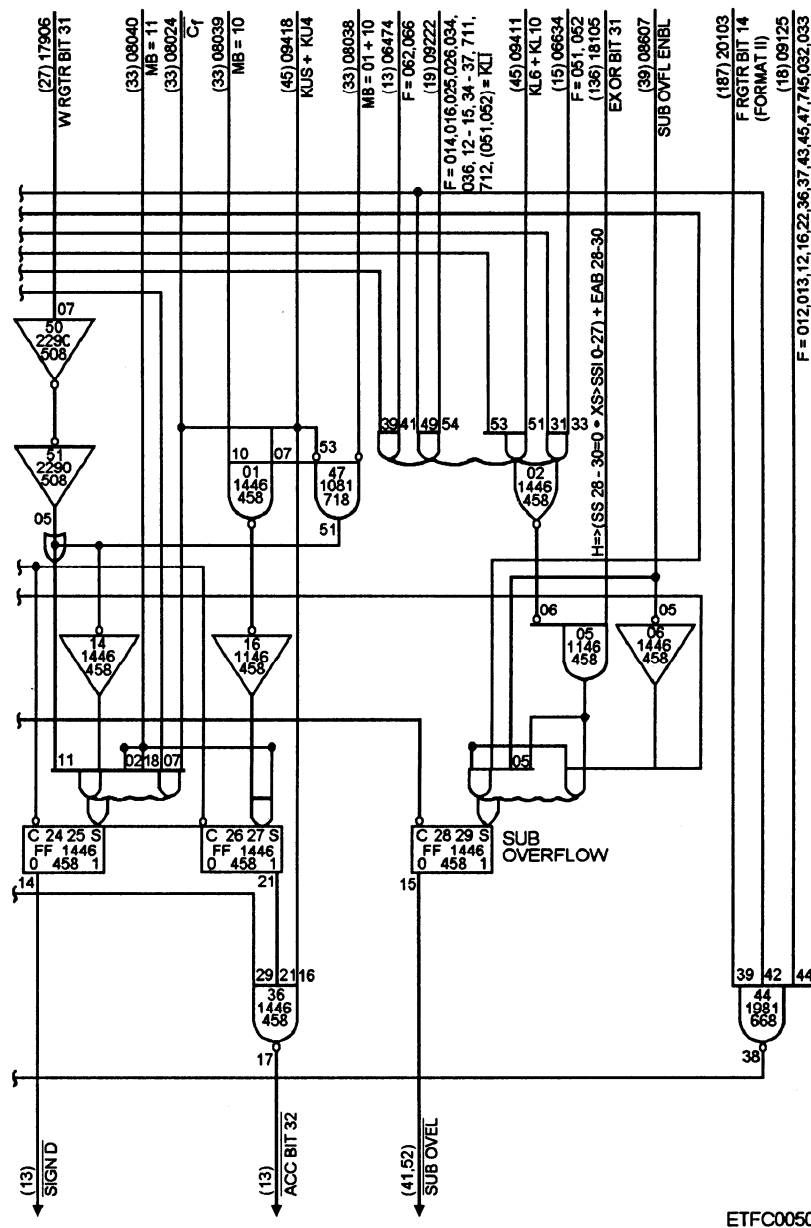 (27) 17906
W RGTR BIT 31
(33) 08040
MB = 11
(33) 08024
Cf
(33) 08039
MB = 10
(45) 09418
KUS + KU4
(33) 08038
MB = 01 + 10
(13) 06474
F = 062,066
(19) 09222
F = 014,016,025,026,034,
036, 12 - 15, 34 - 37, 711,
712, (051,052) = KLI
(45) 09411
KL6 + KL10
(15) 06634
F = 051, 052
(136) 18105
EX OR BIT 31
(39) 08607
SUB OVFL ENBL
(187) 20103
F RGTR BIT 14
(FORMAT II)
(18) 09125
F = 012,013,12,16,22,36,37,43,45,47,745,032,033
H=>(SS 28 - 30=0 • XS>SSI 0-27) + EAB 28-30
07
50
229C
508
51
2290
508
05
39 41 49 54 53 51 31 33
10 07 53
01
1446
458
47
1081
718
51
02
1446
458
14
1446
458
16
1146
458
06
05
1146
458
05
06
1446
458
11 02 18 07
05
C 24 25 S
FF 1446
0 458 1
C 26 27 S
FF 1446
0 458 1
C 28 29 S
FF 1446
0 458 1
SUB
OVERFLOW
14 21 15
29 21 16
36
1446
458
17
39 42 44
44
1981
668
38
(13)
SIGN D
(13)
ACC BIT 32
(41,52)
SUB OVEL
ETFC0050